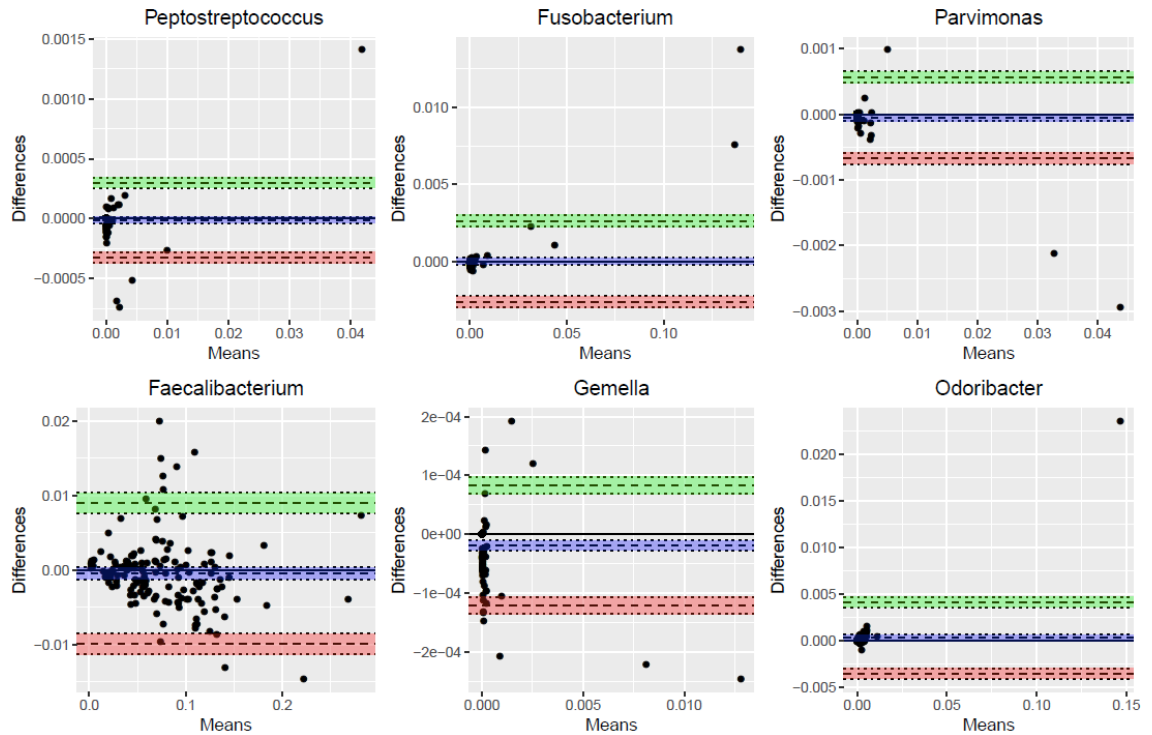 Peptostreptococcus
Fusobacterium
Parvimonas
0.0015
0.0010
0.0005
0.0000
−0.0005
Differences
0.00
0.01
0.02
0.03
0.04
Means
0.010
0.005
0.000
Differences
0.00
0.05
0.10
Means
0.001
0.000
−0.001
−0.002
−0.003
Differences
0.00
0.01
0.02
0.03
0.04
Means
Faecalibacterium
Gemella
Odoribacter
0.02
0.01
0.00
−0.01
Differences
0.0
0.1
0.2
Means
2e−04
1e−04
0e+00
−1e−04
−2e−04
Differences
0.000
0.005
0.010
Means
0.020
0.015
0.010
0.005
0.000
−0.005
Differences
0.00
0.05
0.10
0.15
Means